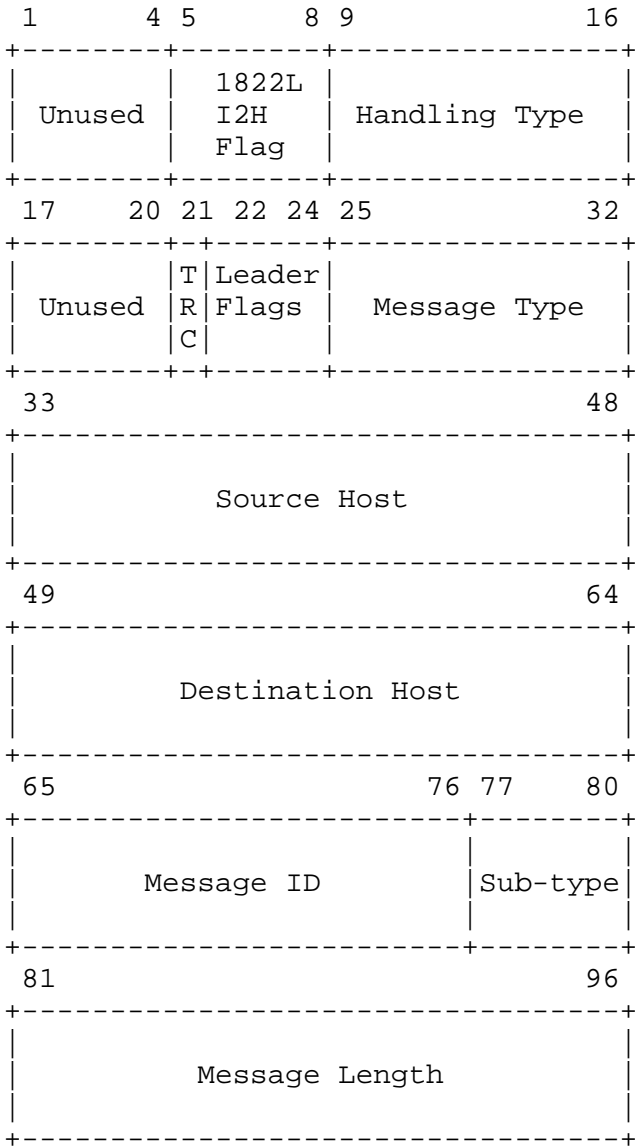 1 4 5 8 9 16
1822L
Unused I2H Handling Type
Flag
17 20 21 22 24 25 32
T Leader
Unused R Flags Message Type
C
33 48
Source Host
49 64
Destination Host
65 76 77 80
Message ID Sub-type
81 96
Message Length